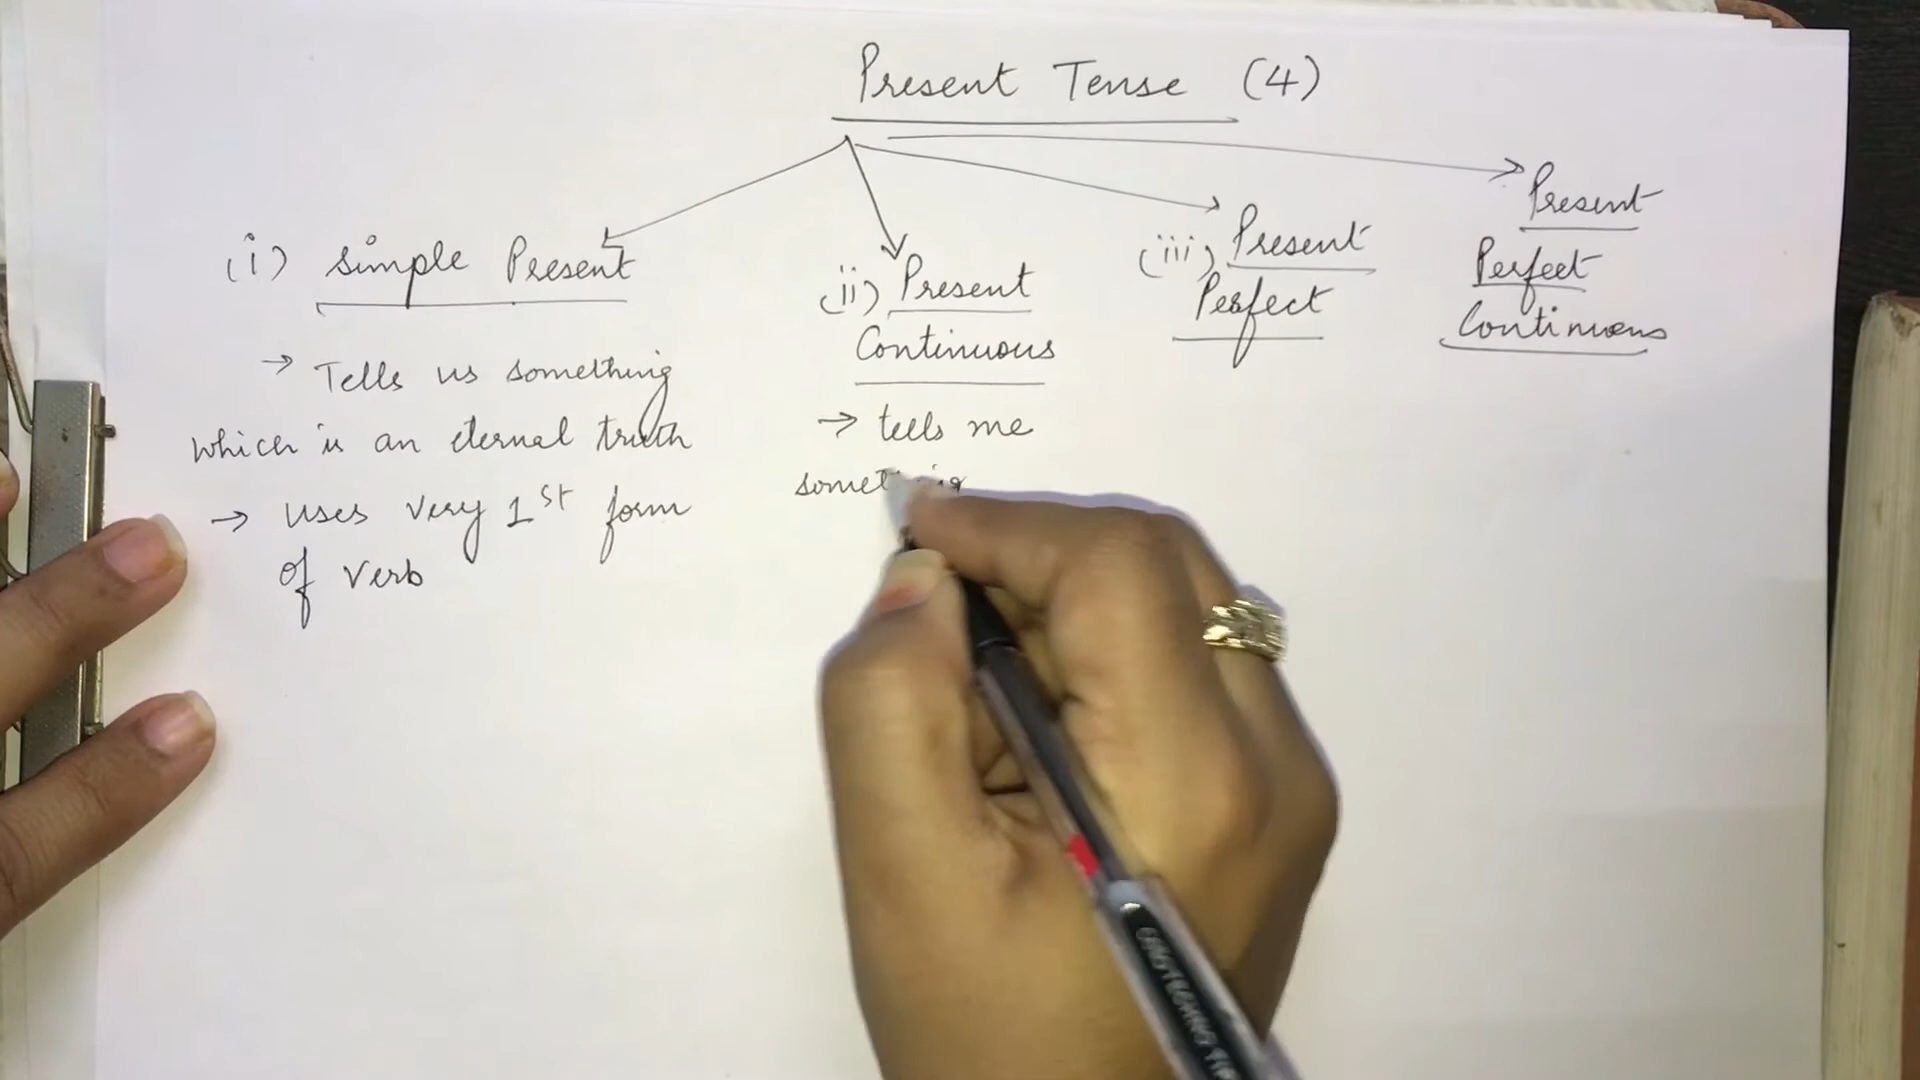 Present Tense (4)
(i) Simple Present
→ Tells us something
which is an eternal truth
→ uses very 1st form
of verb
(ii) Present
Continuous
→ tells me
(iii) Present
Perfect
Present
Perfect
Continuous